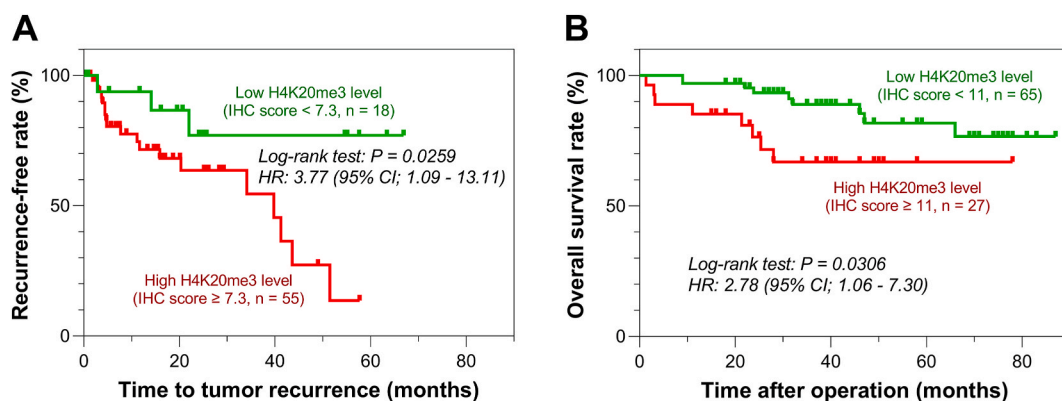 A
Recurrence-free rate (%)
100
50
0
0 20 40 60 80
Time to tumor recurrence (months)
Low H4K20me3 level
(IHC score < 7.3, n = 18)
Log-rank test: P = 0.0259
HR: 3.77 (95% CI; 1.09 - 13.11)
High H4K20me3 level
(IHC score ≥ 7.3, n = 55)
B
Overall survival rate (%)
100
50
0
0 20 40 60 80
Time after operation (months)
Low H4K20me3 level
(IHC score < 11, n = 65)
High H4K20me3 level
(IHC score ≥ 11, n = 27)
Log-rank test: P = 0.0306
HR: 2.78 (95% CI; 1.06 - 7.30)